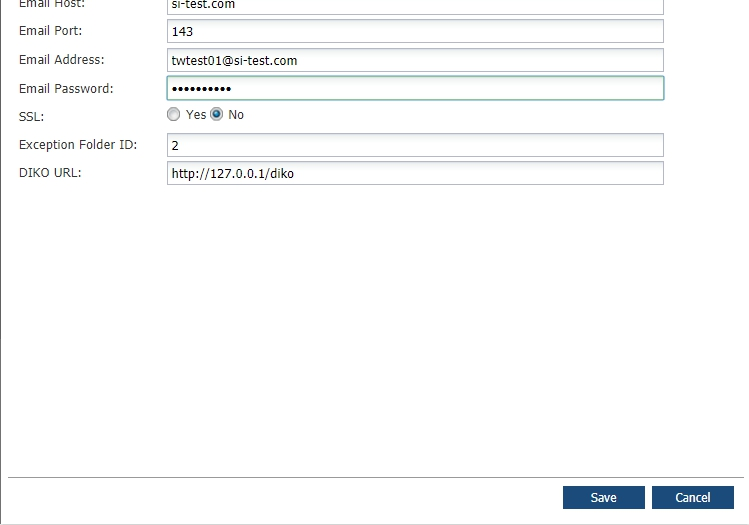 Email Host: si-test.com
Email Port: 143
Email Address: twtest01@si-test.com
Email Password: ••••••••••
SSL: Yes No
Exception Folder ID: 2
DIKO URL: http://127.0.0.1/diko
Save Cancel